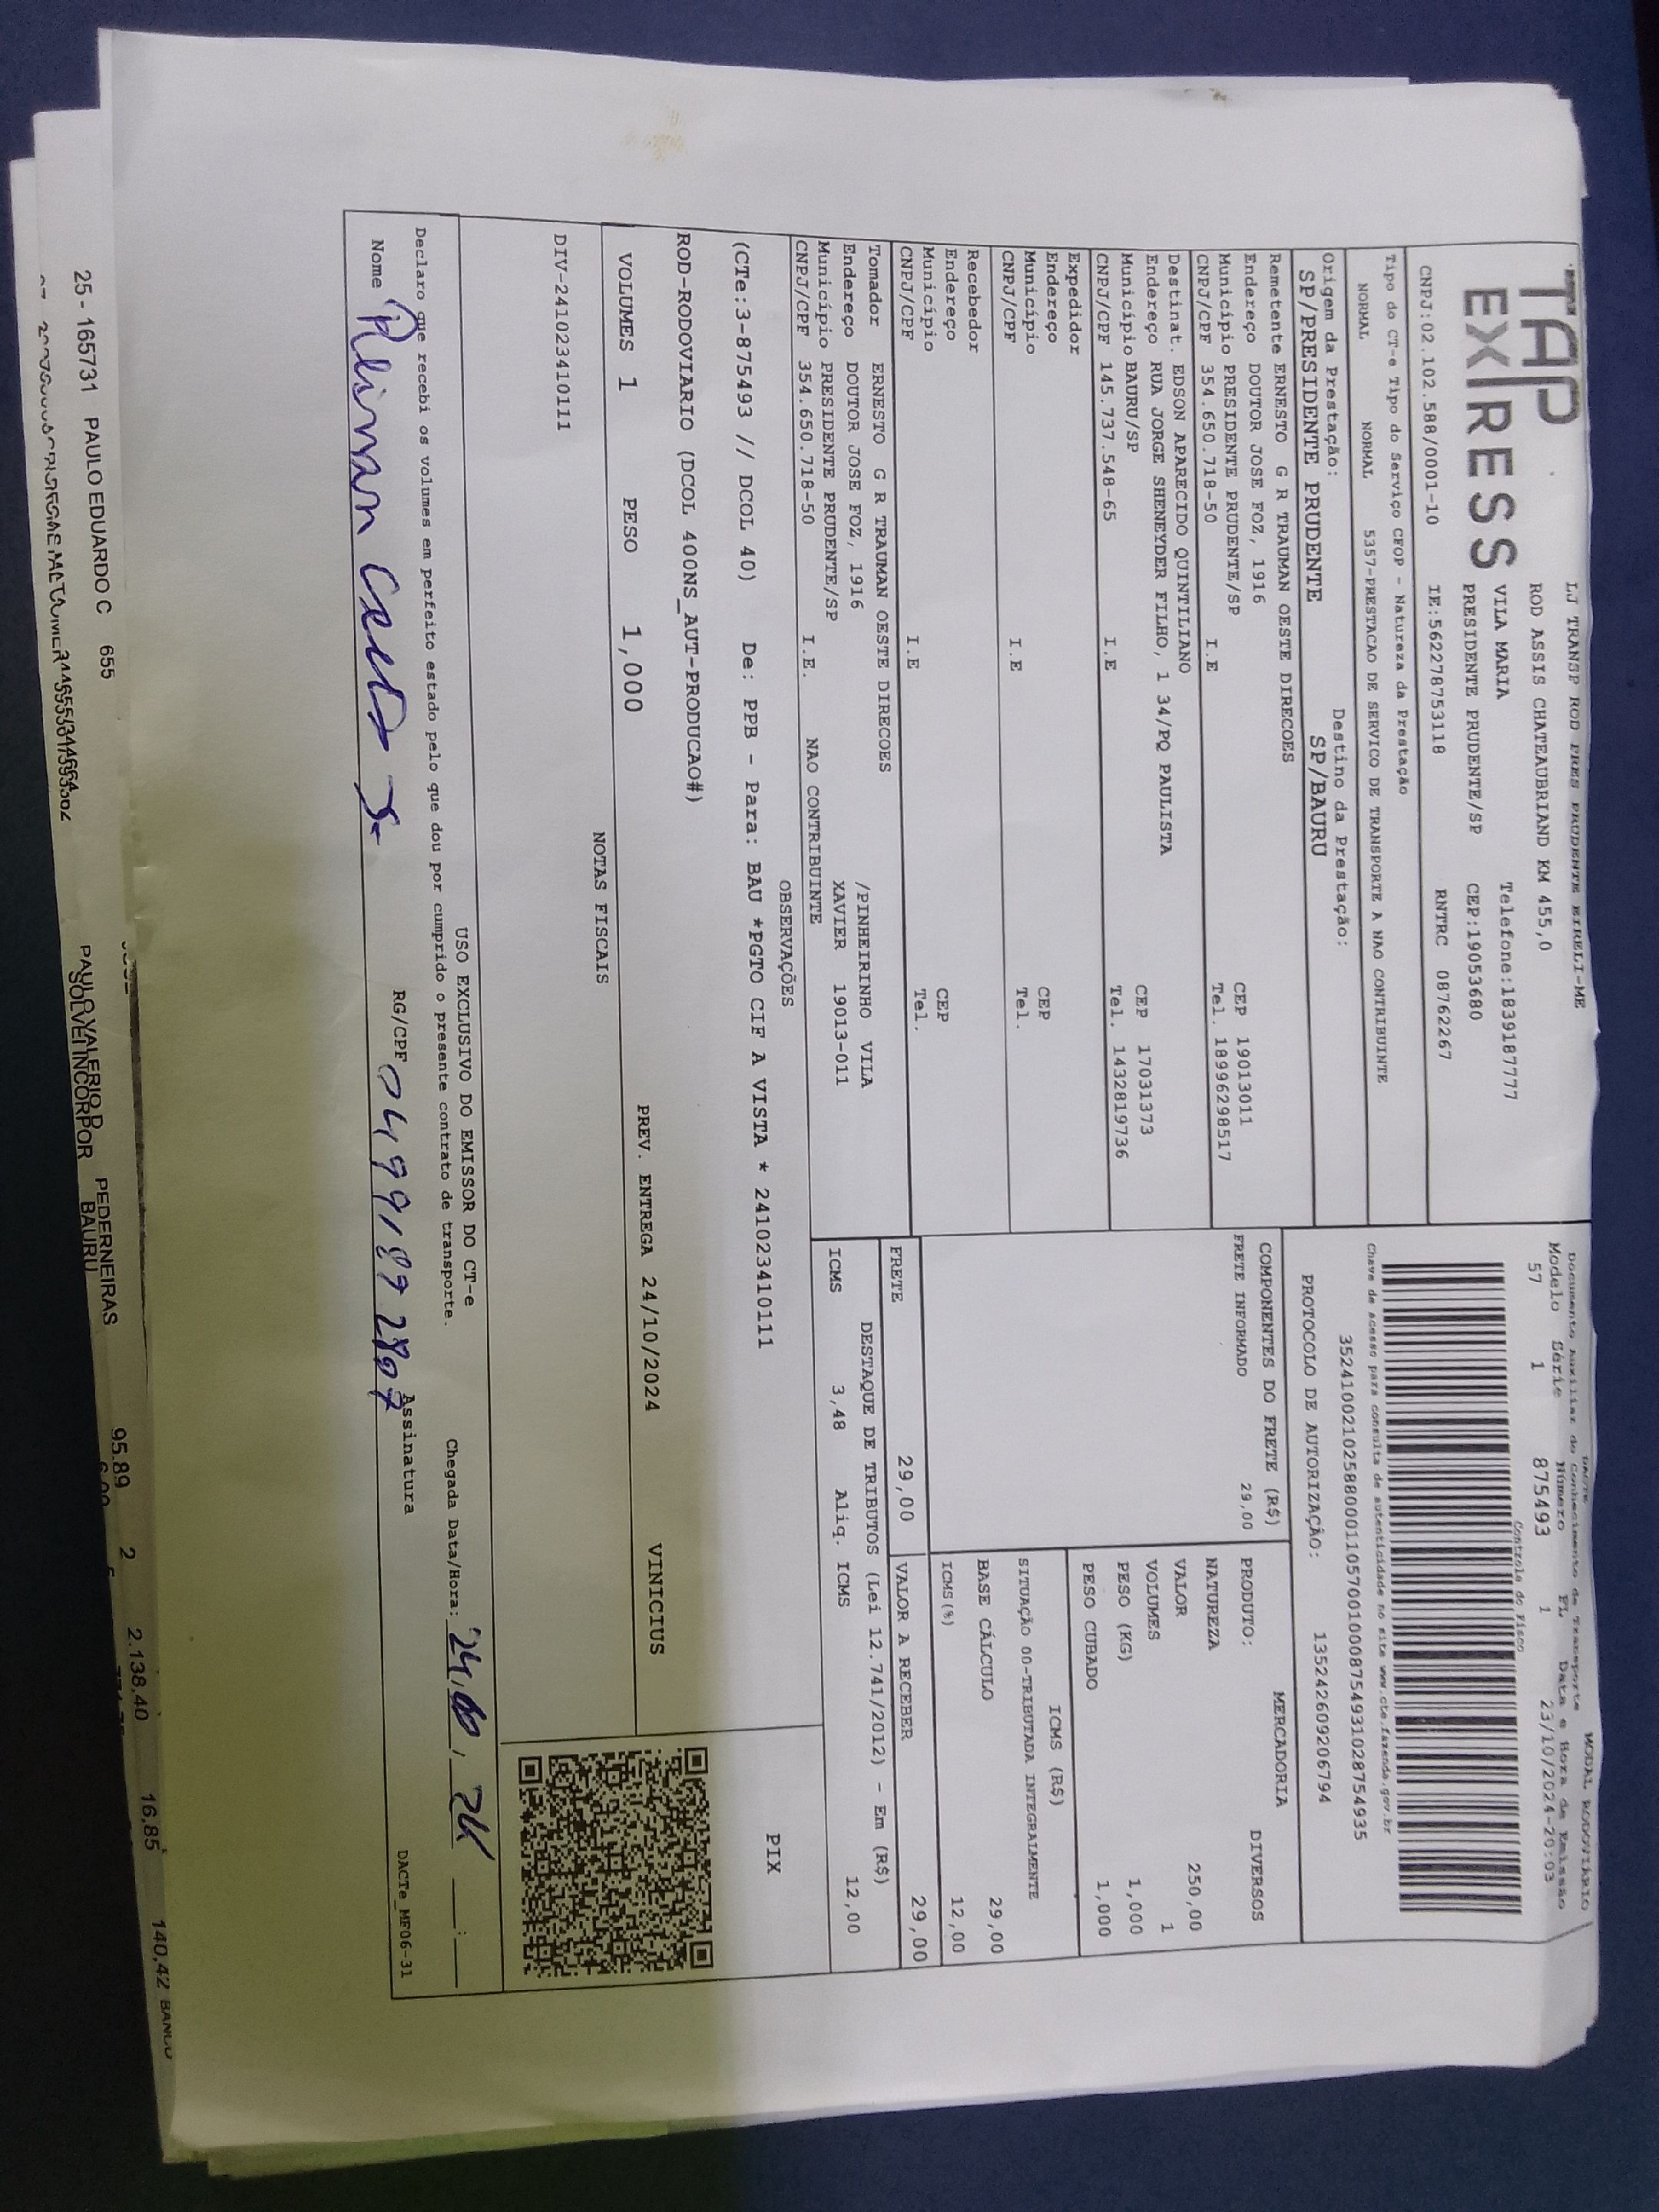 TAP
EXPRESS
LJ TRANSP ROD PRES PRUDENTE EIRELI-ME
ROD ASSIS CHATEAUBRIAND KM 455,0
VILA MARIA Telefone:1839187777
PRESIDENTE PRUDENTE/SP CEP:19053680
CNPJ:02.102.588/0001-10 IE:562278753118 RNTRC 08762267
DACTE MODAL RODOVIÁRIO
Documento Auxiliar do Conhecimento de Transporte
Modelo Série Número FL Data e Hora de Emissão
57 1 875493 1 23/10/2024-20:03
Controle do Fisco
Chave de acesso para consulta de autenticidade no site www.cte.fazenda.gov.br
35241002102588000110570010008754931028754935
PROTOCOLO DE AUTORIZAÇÃO: 135242609206794
Tipo do CT-e Tipo do Serviço CFOP - Natureza da Prestação
NORMAL NORMAL 5357-PRESTACAO DE SERVICO DE TRANSPORTE A NAO CONTRIBUINTE
Origem da Prestação: Destino da Prestação:
SP/PRESIDENTE PRUDENTE SP/BAURU
Remetente ERNESTO G R TRAUMAN OESTE DIRECOES
Endereço DOUTOR JOSE FOZ, 1916 CEP 19013011
Município PRESIDENTE PRUDENTE/SP Tel. 18996298517
CNPJ/CPF 354.650.718-50 I.E
Destinat. EDSON APARECIDO QUINTILIANO
Endereço RUA JORGE SHENEYDER FILHO, 1 34/PQ PAULISTA
Município BAURU/SP CEP 17031373
CNPJ/CPF 145.737.548-65 I.E Tel. 1432819736
Expedidor
Endereço
Município CEP
CNPJ/CPF I.E Tel.
Recebedor
Endereço
Município CEP
CNPJ/CPF I.E Tel.
Tomador ERNESTO G R TRAUMAN OESTE DIRECOES
Endereço DOUTOR JOSE FOZ, 1916 /PINHEIRINHO VILA
Município PRESIDENTE PRUDENTE/SP XAVIER 19013-011
CNPJ/CPF 354.650.718-50 I.E. NAO CONTRIBUINTE
COMPONENTES DO FRETE (R$)
FRETE INFORMADO 29,00
MERCADORIA
PRODUTO: DIVERSOS
NATUREZA
VALOR 250,00
VOLUMES 1
PESO (KG) 1,000
PESO CUBADO 1,000
ICMS (R$)
SITUAÇÃO 00-TRIBUTADA INTEGRALMENTE
BASE CÁLCULO 29,00
ICMS(%) 12,00
FRETE 29,00 VALOR A RECEBER 29,00
DESTAQUE DE TRIBUTOS (Lei 12.741/2012) - Em (R$)
ICMS 3,48 Aliq. ICMS 12,00
OBSERVAÇÕES
(CTe:3-875493 // DCOL 40) De: PPB - Para: BAU *PGTO CIF A VISTA * 24102341​0111
ROD-RODOVIARIO (DCOL 400NS_AUT-PRODUCAO#)
PIX
VOLUMES 1 PESO 1,000 PREV. ENTREGA 24/10/2024 VINICIUS
NOTAS FISCAIS
DIV-241023410111
USO EXCLUSIVO DO EMISSOR DO CT-e
Declaro que recebi os volumes em perfeito estado pelo que dou por cumprido o presente contrato de transporte. Chegada Data/Hora:
Nome RG/CPF Assinatura
DACTe_MF06-31
25 - 165731 PAULO EDUARDO C 655
PAULO VALERIO D PEDERNEIRAS 95.89 2 2.138,40 16,85 140,42
SOLVEI INCORPOR BAURU